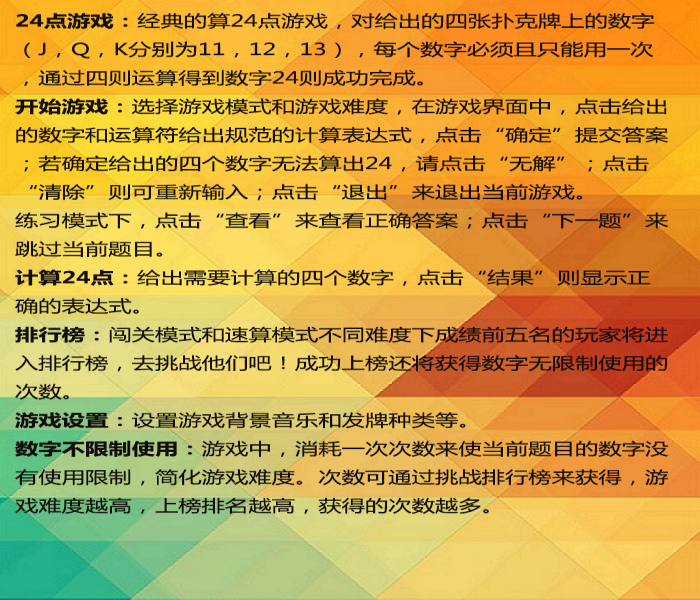 24点游戏：经典的算24点游戏，对给出的四张扑克牌上的数字
（J，Q，K分别为11，12，13），每个数字必须且只能用一次
，通过四则运算得到数字24则成功完成。
开始游戏：选择游戏模式和游戏难度，在游戏界面中，点击给出
的数字和运算符给出规范的计算表达式，点击“确定”提交答案
；若确定给出的四个数字无法算出24，请点击“无解”；点击
“清除”则可重新输入；点击“退出”来退出当前游戏。
练习模式下，点击“查看”来查看正确答案；点击“下一题”来
跳过当前题目。
计算24点：给出需要计算的四个数字，点击“结果”则显示正
确的表达式。
排行榜：闯关模式和速算模式不同难度下成绩前五名的玩家将进
入排行榜，去挑战他们吧！成功上榜还将获得数字无限制使用的
次数。
游戏设置：设置游戏背景音乐和发牌种类等。
数字不限制使用：游戏中，消耗一次次数来使当前题目的数字没
有使用限制，简化游戏难度。次数可通过挑战排行榜来获得，游
戏难度越高，上榜排名越高，获得的次数越多。